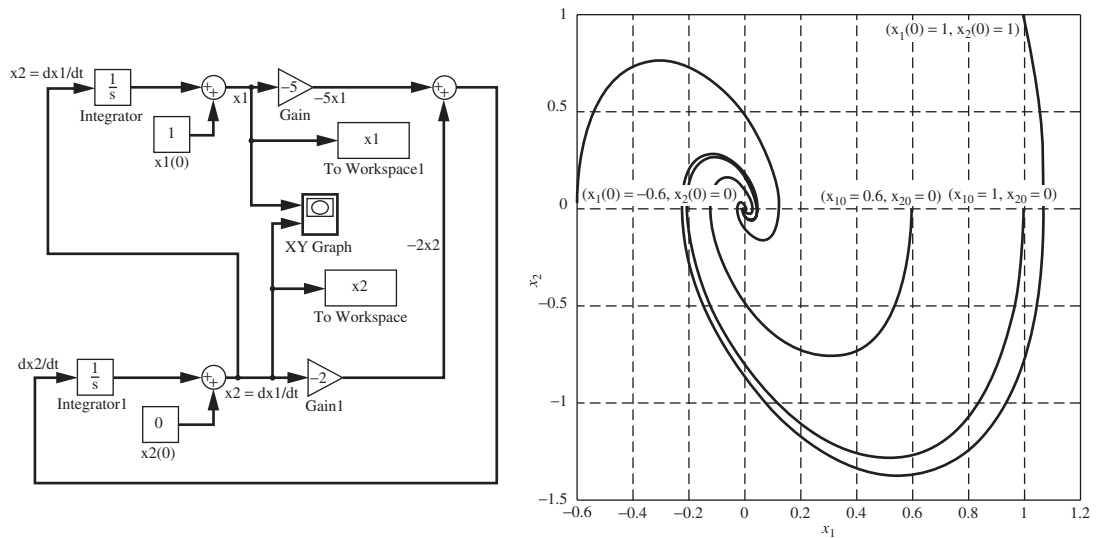 x2 = dx1/dt
1
s
Integrator
1
x1(0)
+
+
x1
−5
Gain
−5x1
+
+
x1
To Workspace1
XY Graph
−2x2
x2
To Workspace
dx2/dt
1
s
Integrator1
0
x2(0)
+
+
x2 = dx1/dt
−2
Gain1
1
0.5
0
−0.5
−1
−1.5
x₂
(x₁(0) = 1, x₂(0) = 1)
(x₁(0) = −0.6, x₂(0) = 0)
(x₁₀ = 0.6, x₂₀ = 0)
(x₁₀ = 1, x₂₀ = 0)
−0.6
−0.4
−0.2
0
0.2
0.4
0.6
0.8
1
1.2
x₁